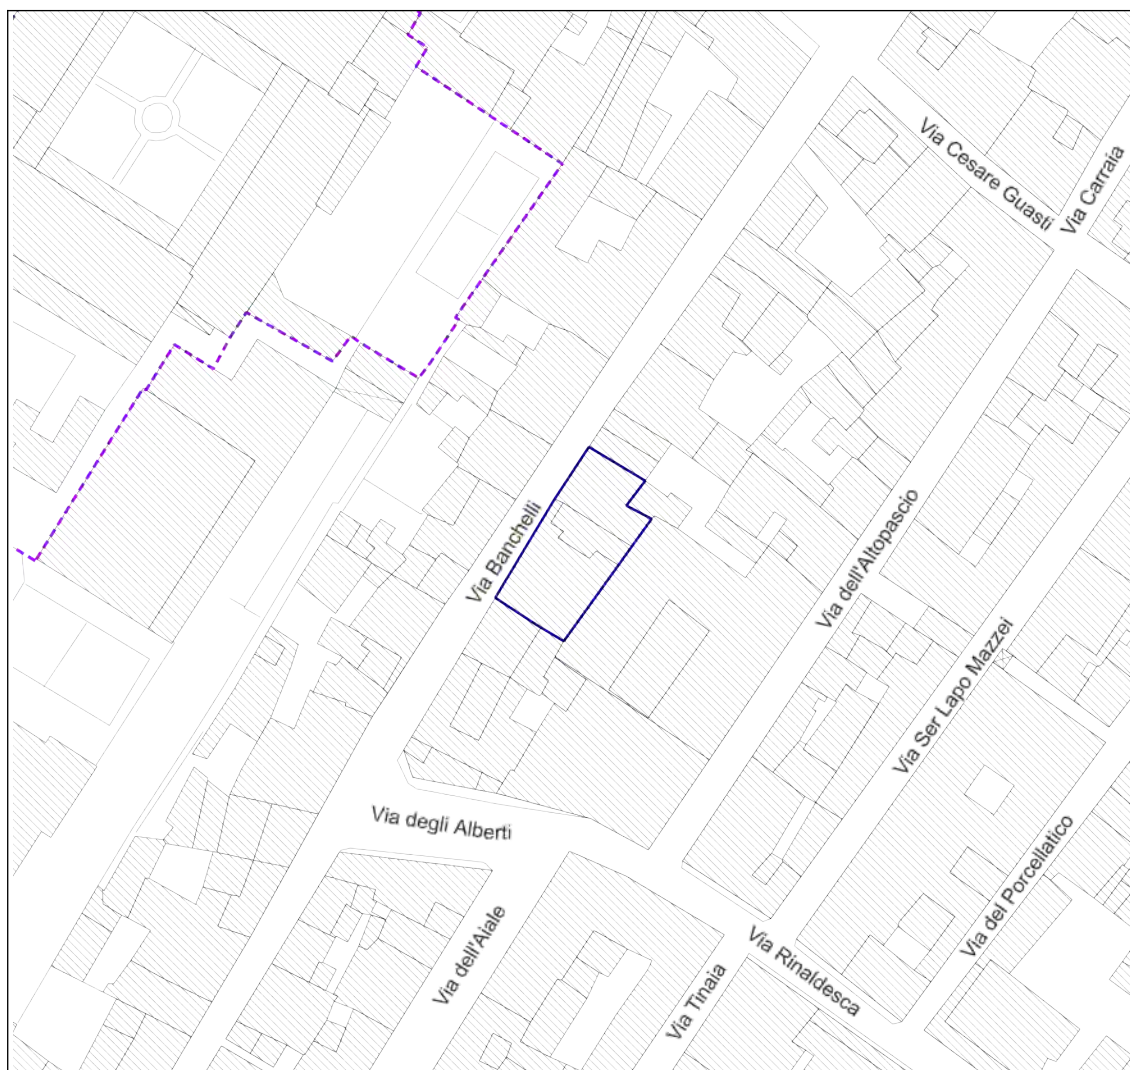 Via Cesare Guasti
Via Carraia
Via Banchelli
Via dell'Altopascio
Via Ser Lapo Mazzei
Via degli Alberti
Via del Porcellatico
Via dell'Aiale
Via Rinaldesca
Via Tinaia